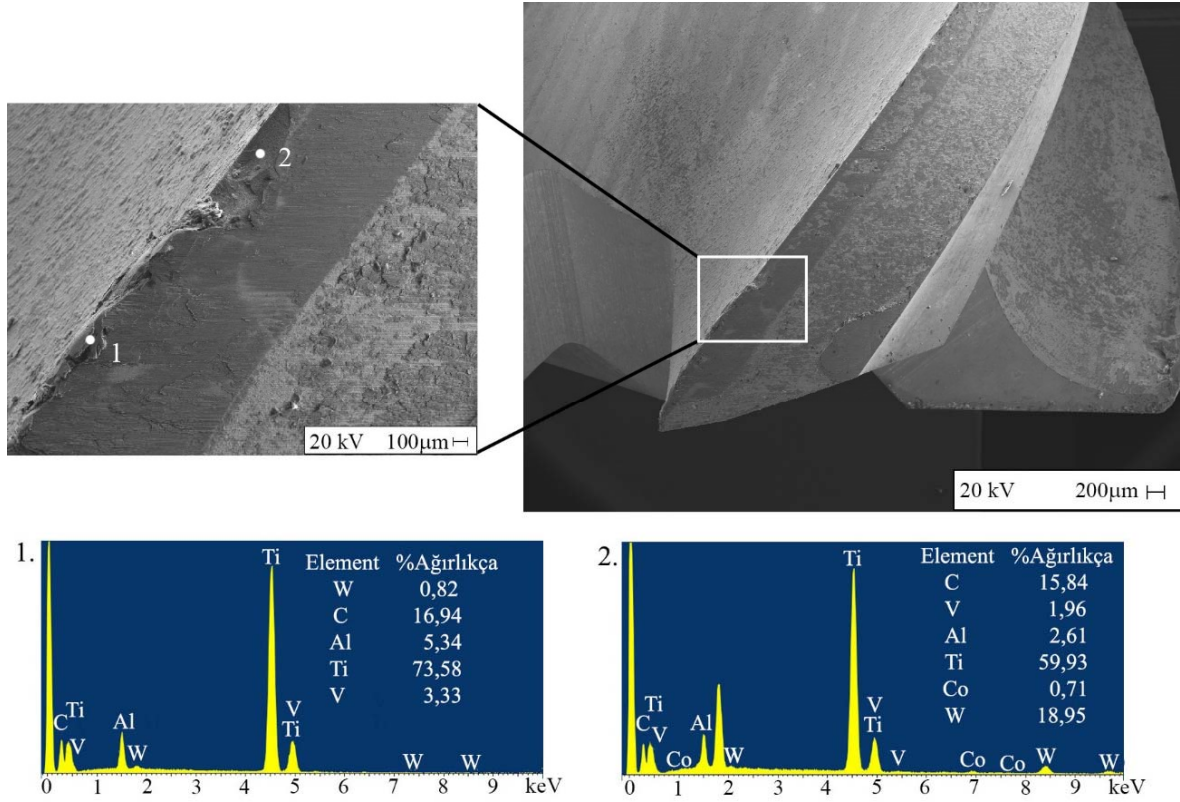 2
1
20 kV 100µm
20 kV 200µm
1.
Element %Ağırlıkça
W 0,82
C 16,94
Al 5,34
Ti 73,58
V 3,33
Ti
C Ti V
Al
W
V
Ti
W
W
0 1 2 3 4 5 6 7 8 9 keV
2.
Element %Ağırlıkça
C 15,84
V 1,96
Al 2,61
Ti 59,93
Co 0,71
W 18,95
Ti
C Ti V
Co
Al
W
V
Ti
V
Co
Co
W
W
0 1 2 3 4 5 6 7 8 9 keV